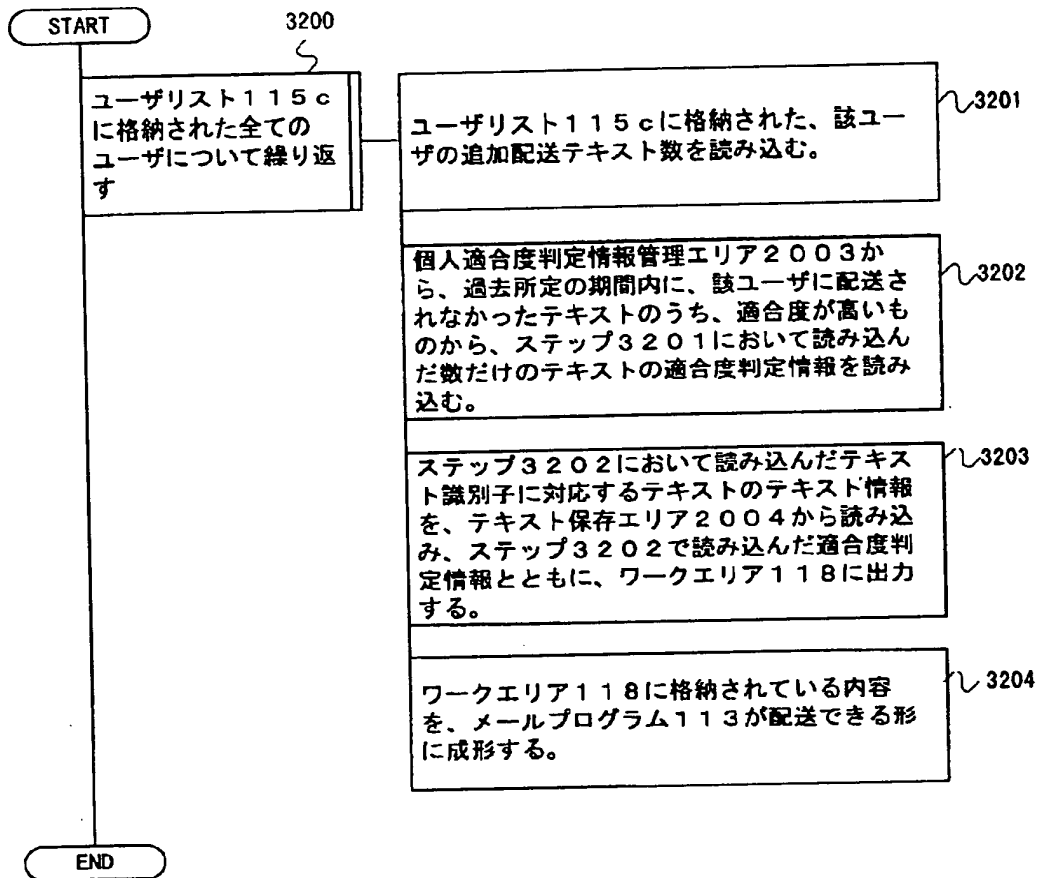 START
3200
ユーザリスト115c
に格納された全ての
ユーザについて繰り返
す
3201
ユーザリスト115cに格納された、該ユー
ザの追加配送テキスト数を読み込む。
3202
個人適合度判定情報管理エリア2003か
ら、過去所定の期間内に、該ユーザに配送さ
れなかったテキストのうち、適合度が高いも
のから、ステップ3201において読み込ん
だ数だけのテキストの適合度判定情報を読み
込む。
3203
ステップ3202において読み込んだテキス
ト識別子に対応するテキストのテキスト情報
を、テキスト保存エリア2004から読み込
み、ステップ3202で読み込んだ適合度判
定情報とともに、ワークエリア118に出力
する。
3204
ワークエリア118に格納されている内容
を、メールプログラム113が配送できる形
に成形する。
END